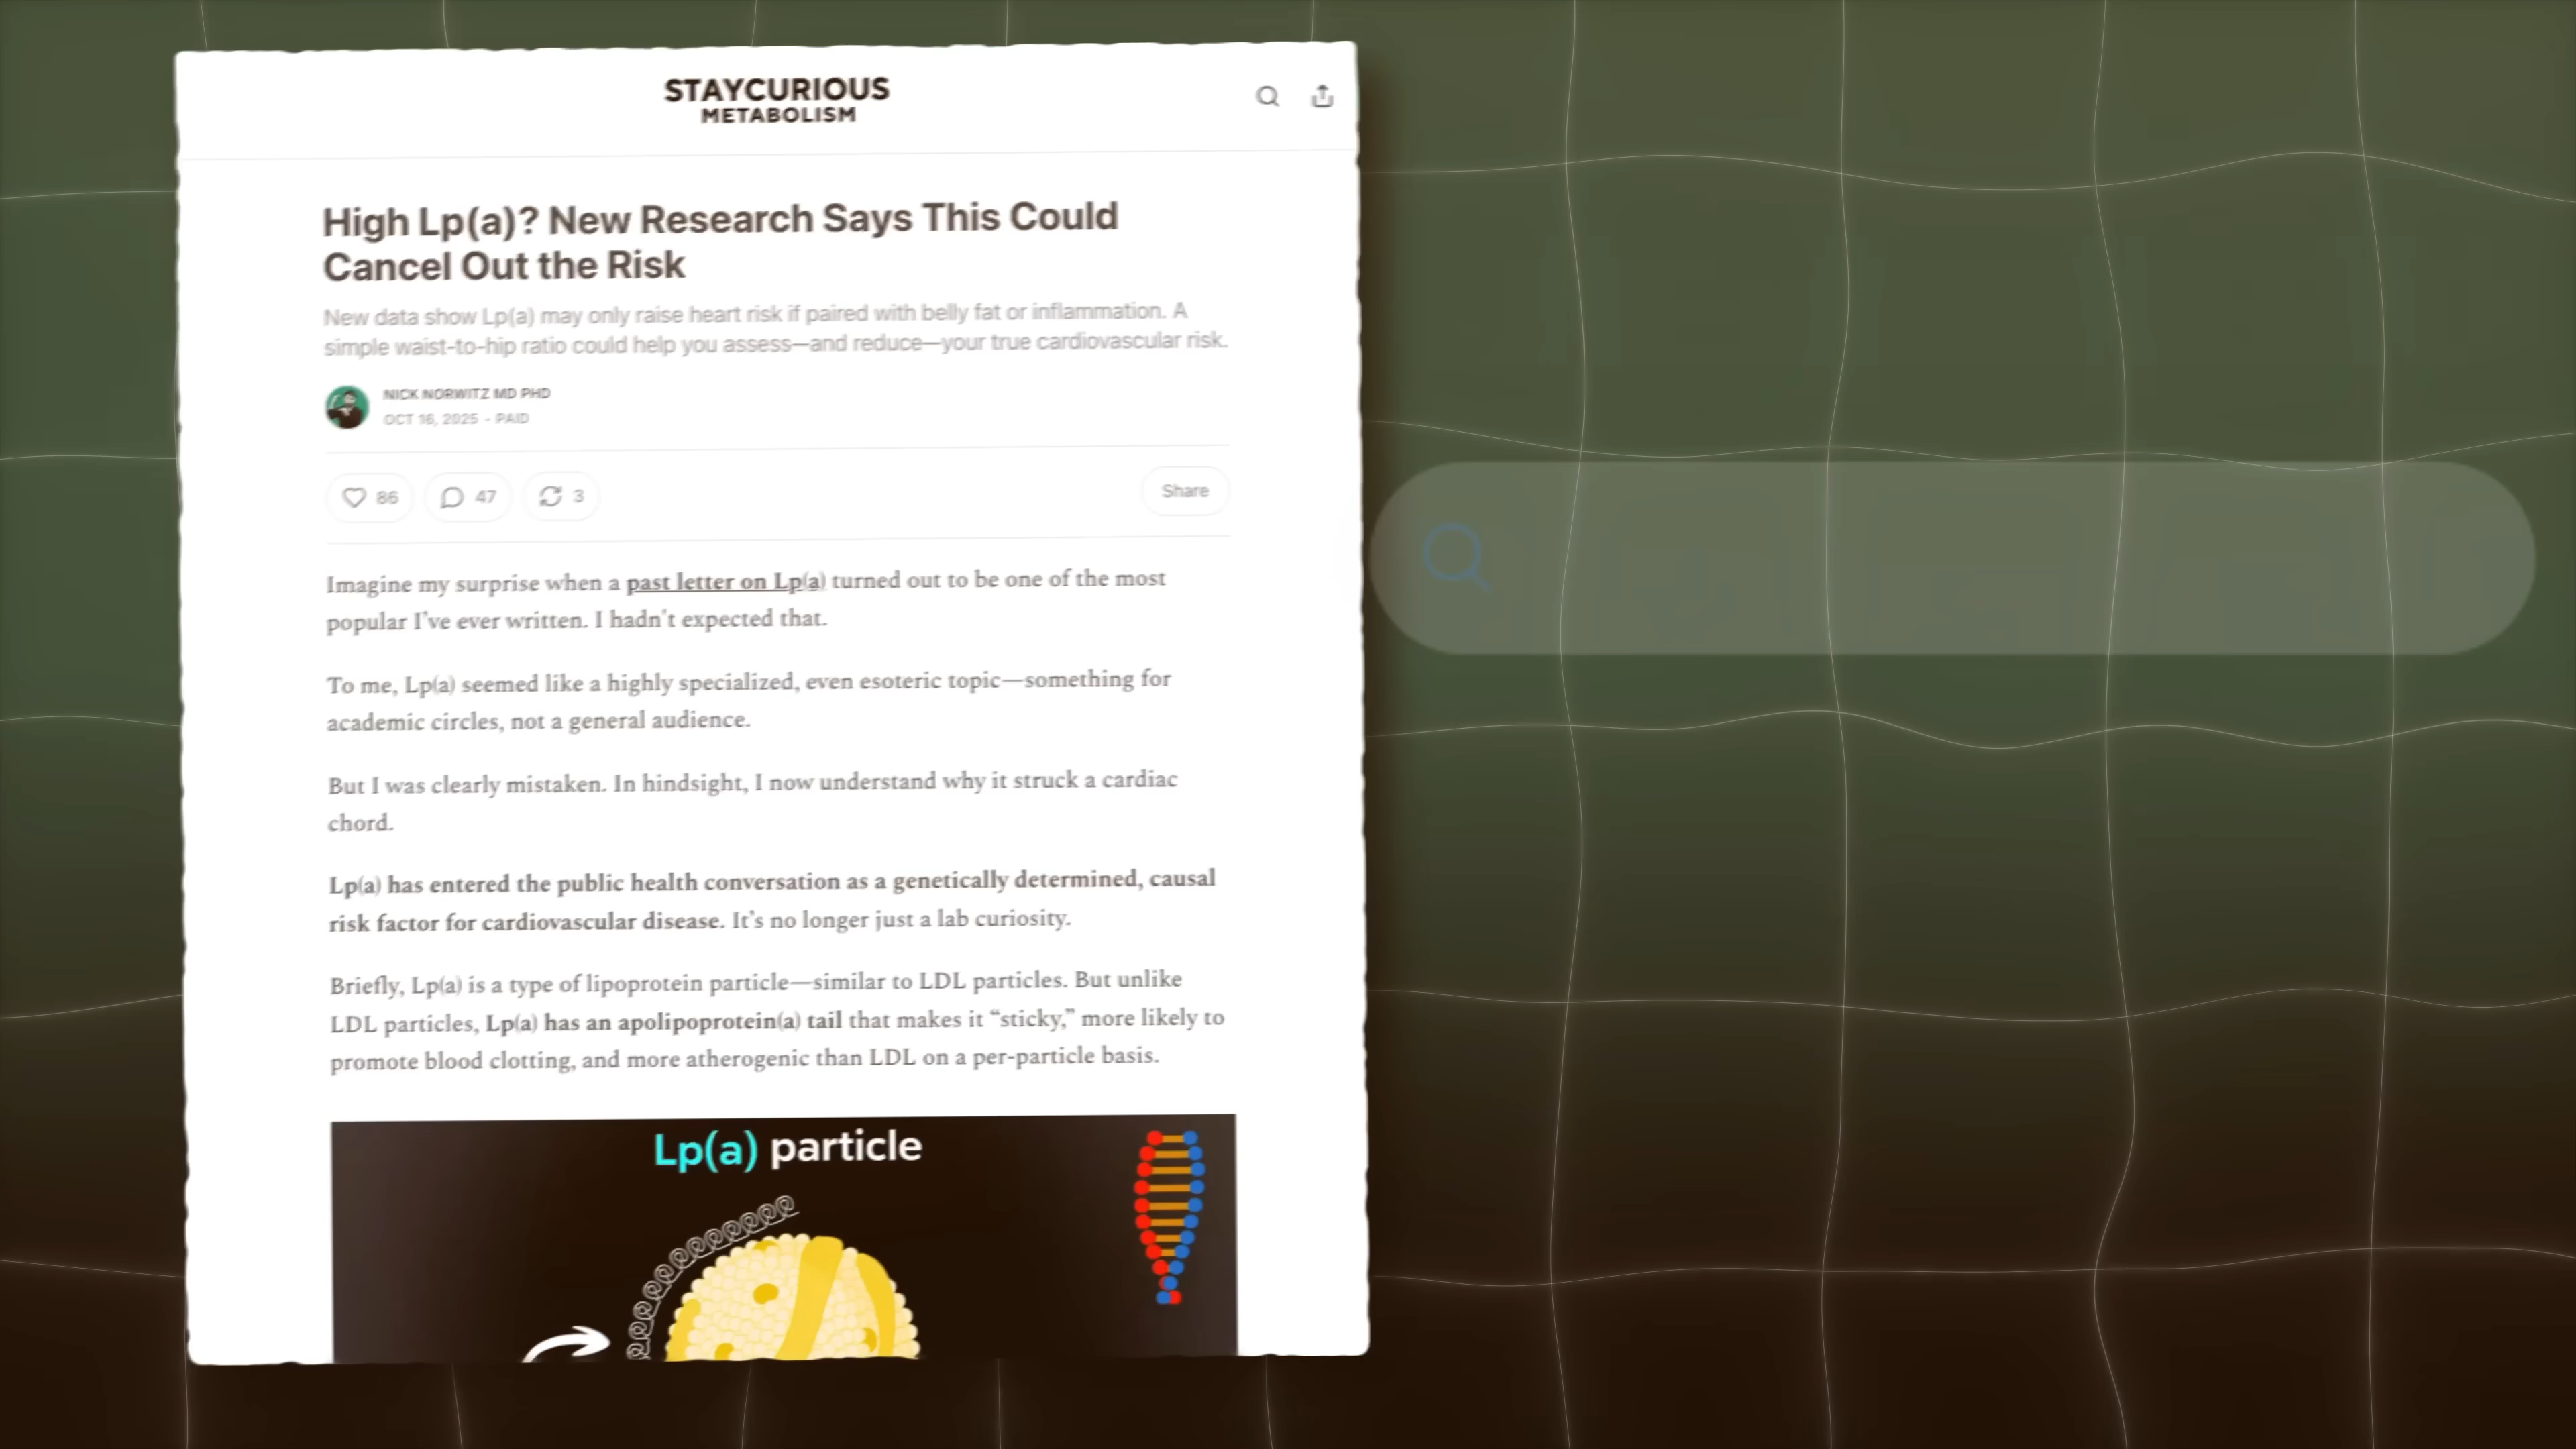 STAYCURIOUS
METABOLISM
High Lp(a)? New Research Says This Could
Cancel Out the Risk
New data show Lp(a) may only raise heart risk if paired with belly fat or inflammation. A
simple waist-to-hip ratio could help you assess—and reduce—your true cardiovascular risk.
NICK NORWITZ MD PHD
OCT 16, 2025 - PAID
86 47 3 Share
Imagine my surprise when a past letter on Lp(a) turned out to be one of the most
popular I've ever written. I hadn't expected that.
To me, Lp(a) seemed like a highly specialized, even esoteric topic—something for
academic circles, not a general audience.
But I was clearly mistaken. In hindsight, I now understand why it struck a cardiac
chord.
Lp(a) has entered the public health conversation as a genetically determined, causal
risk factor for cardiovascular disease. It's no longer just a lab curiosity.
Briefly, Lp(a) is a type of lipoprotein particle—similar to LDL particles. But unlike
LDL particles, Lp(a) has an apolipoprotein(a) tail that makes it “sticky,” more likely to
promote blood clotting, and more atherogenic than LDL on a per-particle basis.
Lp(a) particle